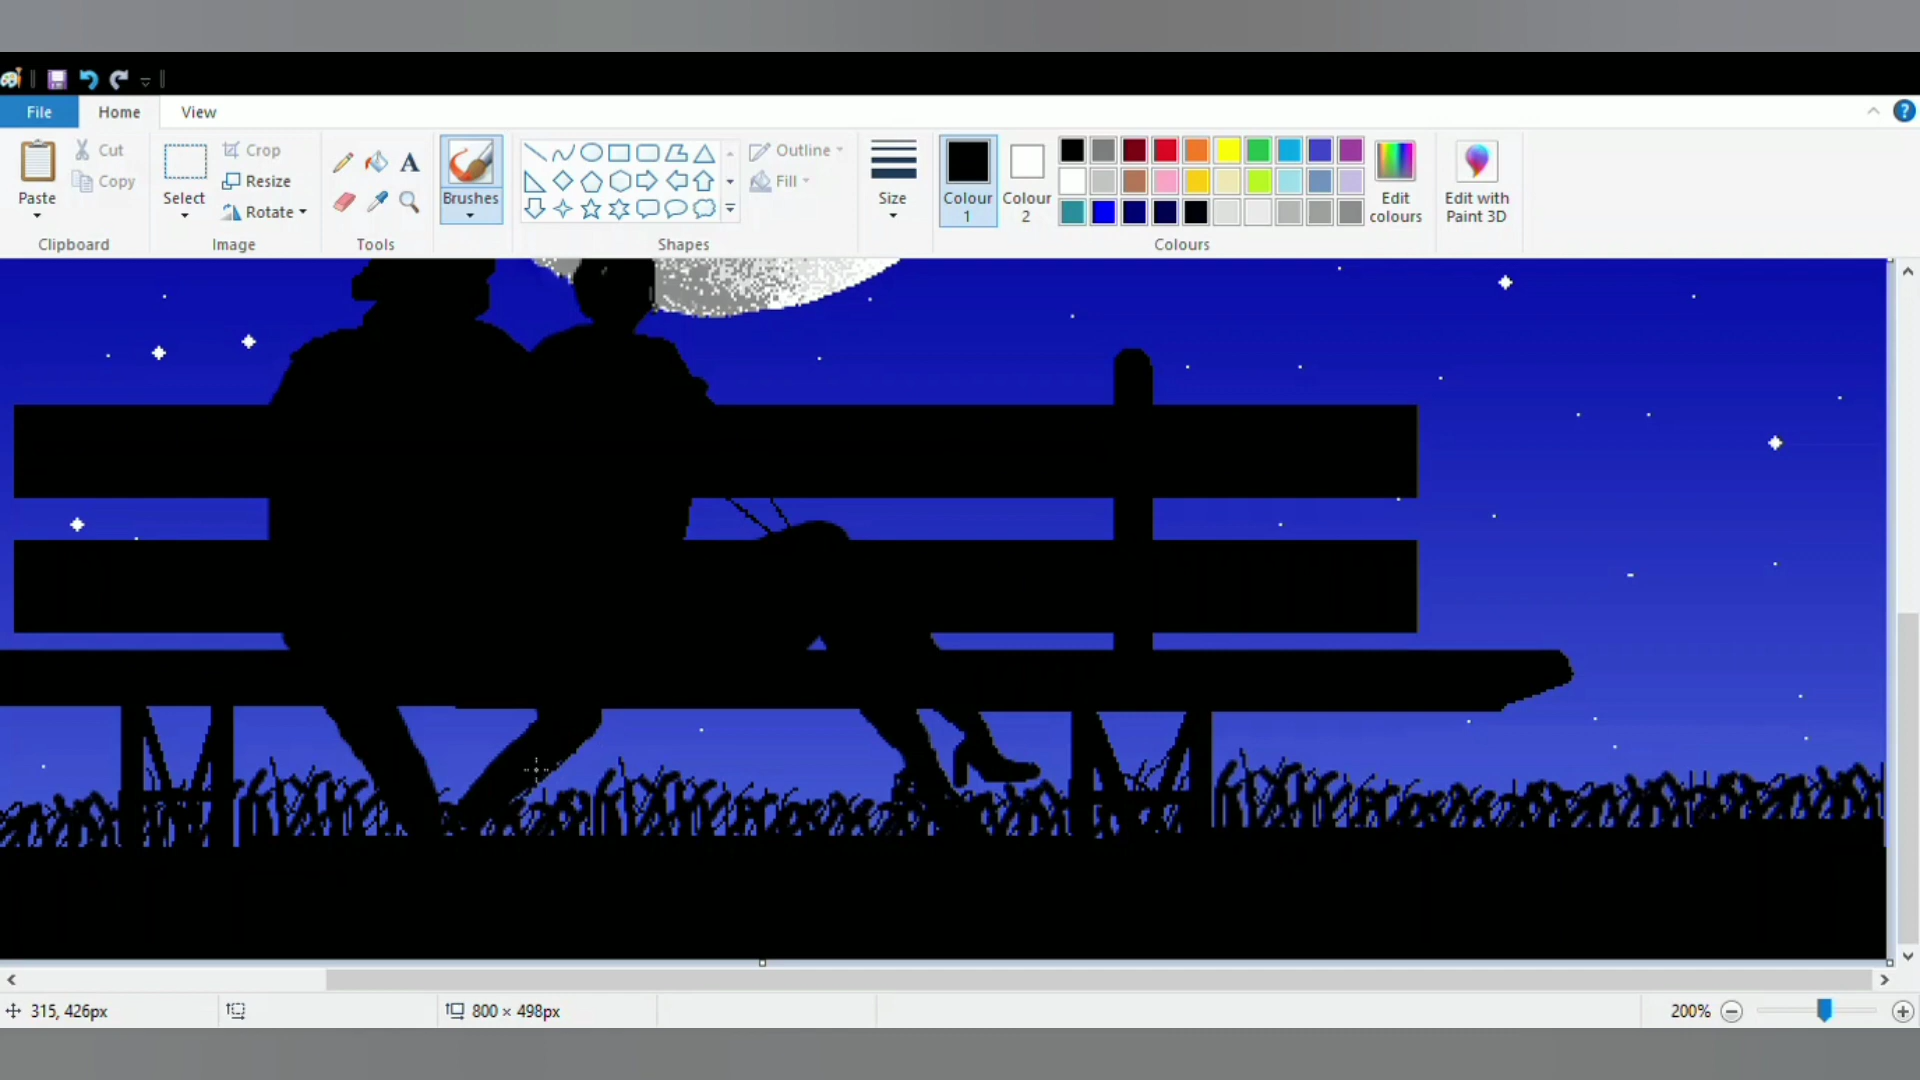 File Home View
Paste Cut Copy Clipboard
Select Crop Resize Rotate Image
A Tools
Brushes
Outline Fill Shapes
Size
Colour 1 Colour 2 Edit colours Colours
Edit with Paint 3D
?
315, 426px 800 × 498px 200%